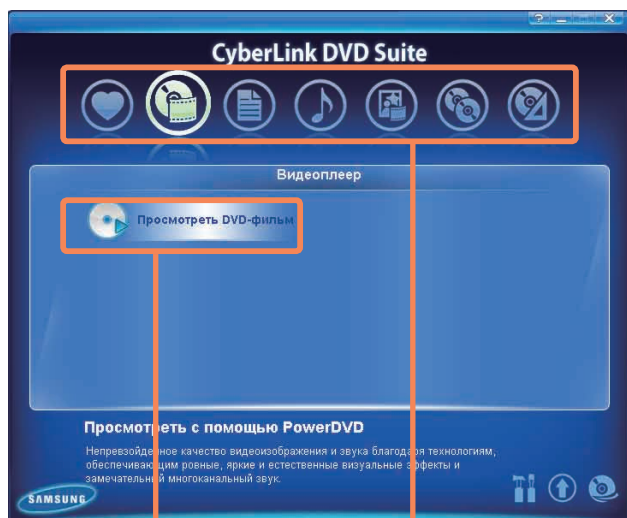 CyberLink DVD Suite
Видеоплеер
Просмотреть DVD-фильм
Просмотреть с помощью PowerDVD
Непревзойденное качество видеоизображения и звука благодаря технологиям,
обеспечивающим ровные, яркие и естественные визуальные эффекты и
замечательный многоканальный звук.
SAMSUNG